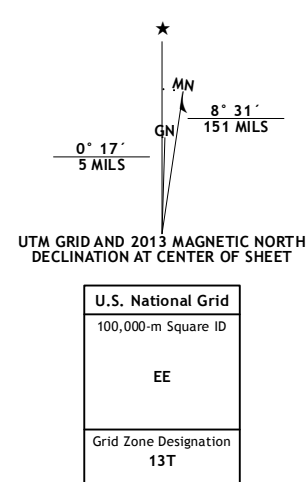 ★
MN
8° 31´
151 MILS
GN
0° 17´
5 MILS
UTM GRID AND 2013 MAGNETIC NORTH
DECLINATION AT CENTER OF SHEET
U.S. National Grid
100,000-m Square ID
EE
Grid Zone Designation
13T